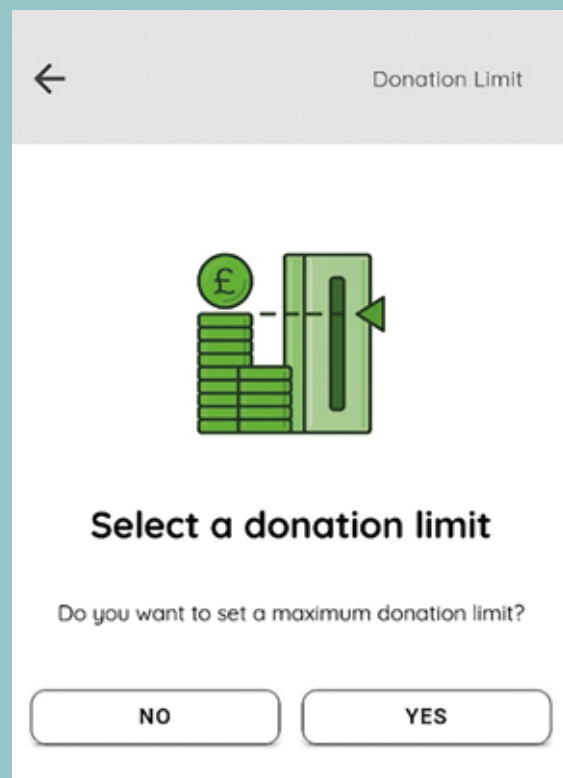 Donation Limit
£
Select a donation limit
Do you want to set a maximum donation limit?
NO
YES